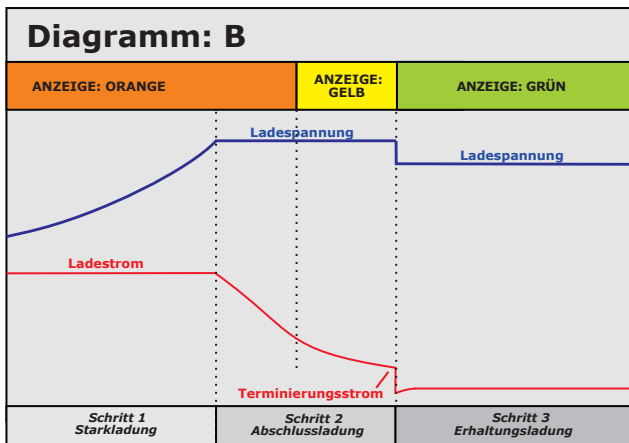 Diagramm: B
ANZEIGE: ORANGE
ANZEIGE:
GELB
ANZEIGE: GRÜN
Ladespannung
Ladespannung
Ladestrom
Terminierungsstrom
Schritt 1
Starkladung
Schritt 2
Abschlussladung
Schritt 3
Erhaltungsladung